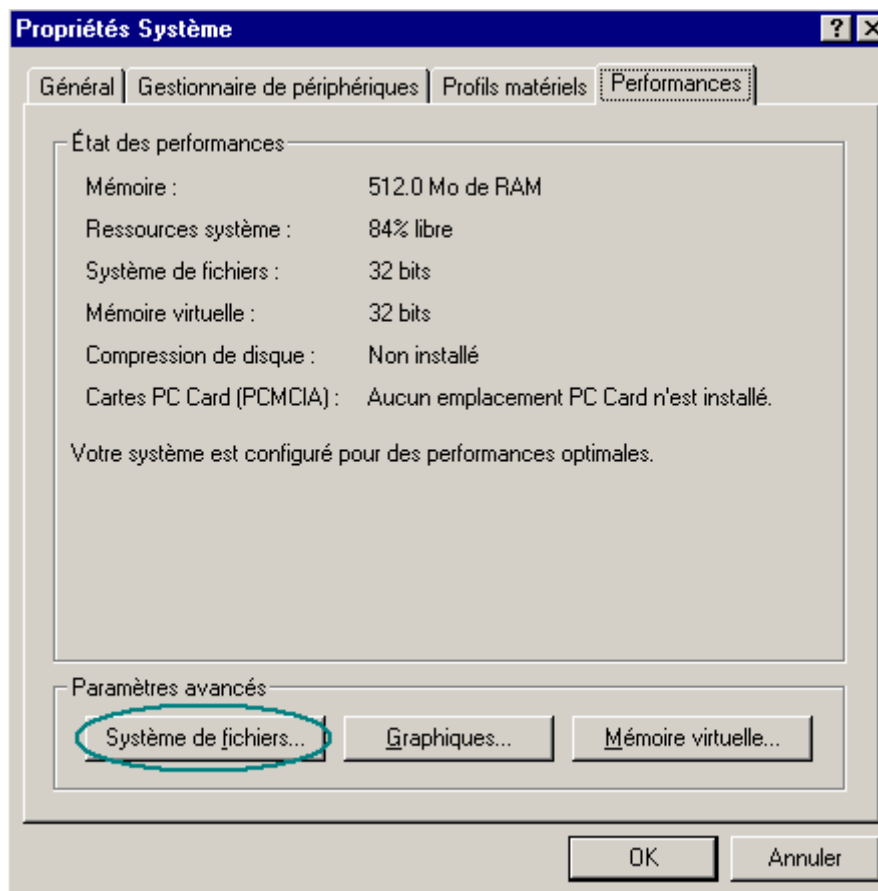 Propriétés Système
Général Gestionnaire de périphériques Profils matériels Performances
État des performances
Mémoire : 512.0 Mo de RAM
Ressources système : 84% libre
Système de fichiers : 32 bits
Mémoire virtuelle : 32 bits
Compression de disque : Non installé
Cartes PC Card (PCMCIA) : Aucun emplacement PC Card n'est installé.
Votre système est configuré pour des performances optimales.
Paramètres avancés
Système de fichiers... Graphiques... Mémoire virtuelle...
OK Annuler